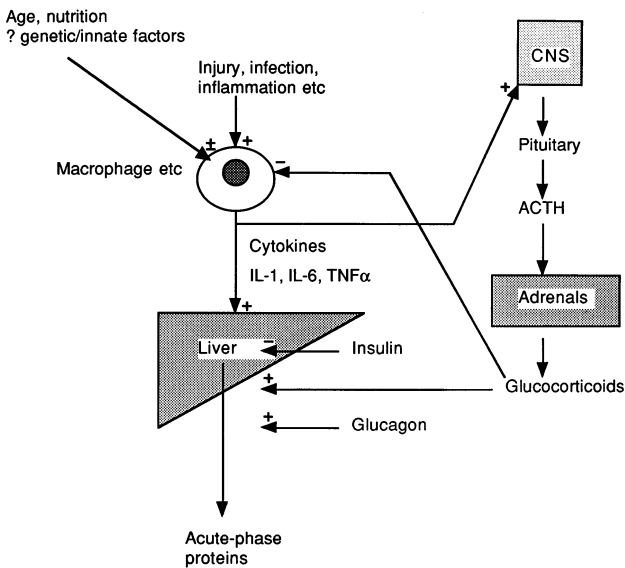 Age, nutrition
? genetic/innate factors
Injury, infection,
inflammation etc
CNS
+
±
+
−
Macrophage etc
Pituitary
ACTH
Cytokines
IL-1, IL-6, TNFα
+
Adrenals
Liver
−
Insulin
+
Glucocorticoids
+
Glucagon
Acute-phase
proteins